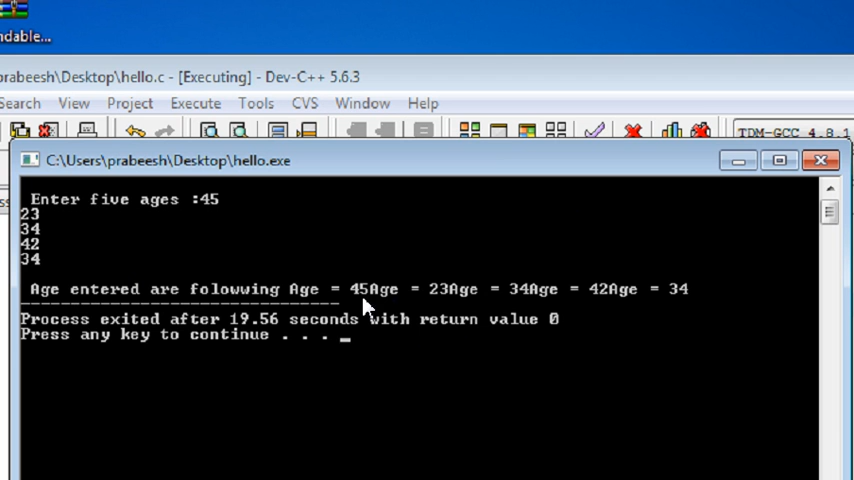 ndable...
prabeesh\Desktop\hello.c - [Executing] - Dev-C++ 5.6.3
Search View Project Execute Tools CVS Window Help
TDM-GCC 4.8.1
C:\Users\prabeesh\Desktop\hello.exe
Enter five ages :45
23
34
42
34
Age entered are folowwing Age = 45Age = 23Age = 34Age = 42Age = 34
--------------------------------
Process exited after 19.56 seconds with return value 0
Press any key to continue . . . _